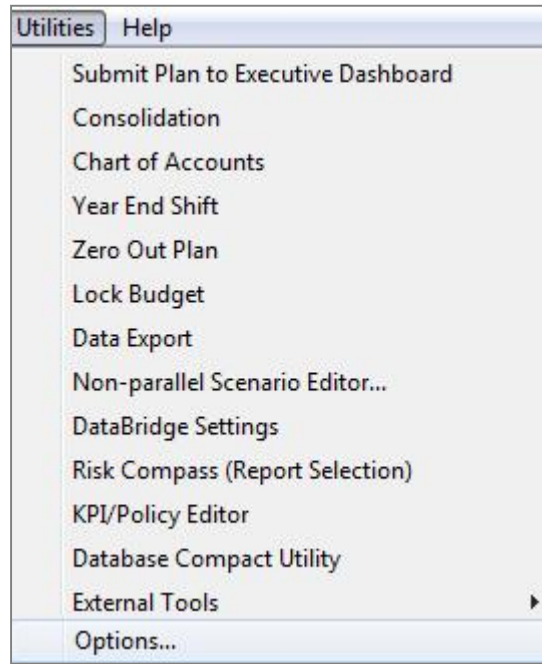 Utilities Help
Submit Plan to Executive Dashboard
Consolidation
Chart of Accounts
Year End Shift
Zero Out Plan
Lock Budget
Data Export
Non-parallel Scenario Editor...
DataBridge Settings
Risk Compass (Report Selection)
KPI/Policy Editor
Database Compact Utility
External Tools
Options...